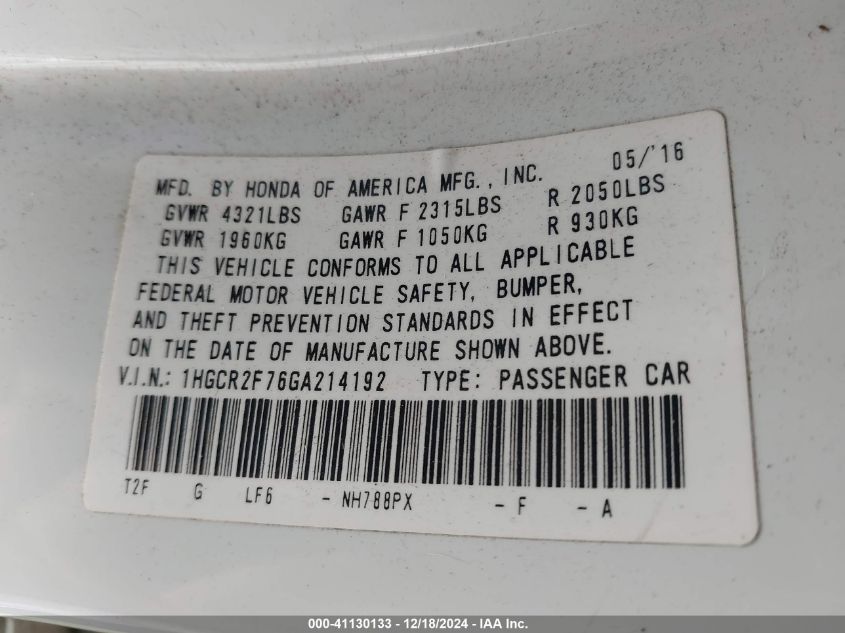 MFD. BY HONDA OF AMERICA MFG., INC. 05/'16
GVWR 4321LBS GAWR F 2315LBS R 2050LBS
GVWR 1960KG GAWR F 1050KG R 930KG
THIS VEHICLE CONFORMS TO ALL APPLICABLE
FEDERAL MOTOR VEHICLE SAFETY, BUMPER,
AND THEFT PREVENTION STANDARDS IN EFFECT
ON THE DATE OF MANUFACTURE SHOWN ABOVE.
V.I.N.: 1HGCR2F76GA214192 TYPE: PASSENGER CAR
T2F G LF6 - NH788PX - F - A
000-41130133 - 12/18/2024 - IAA Inc.